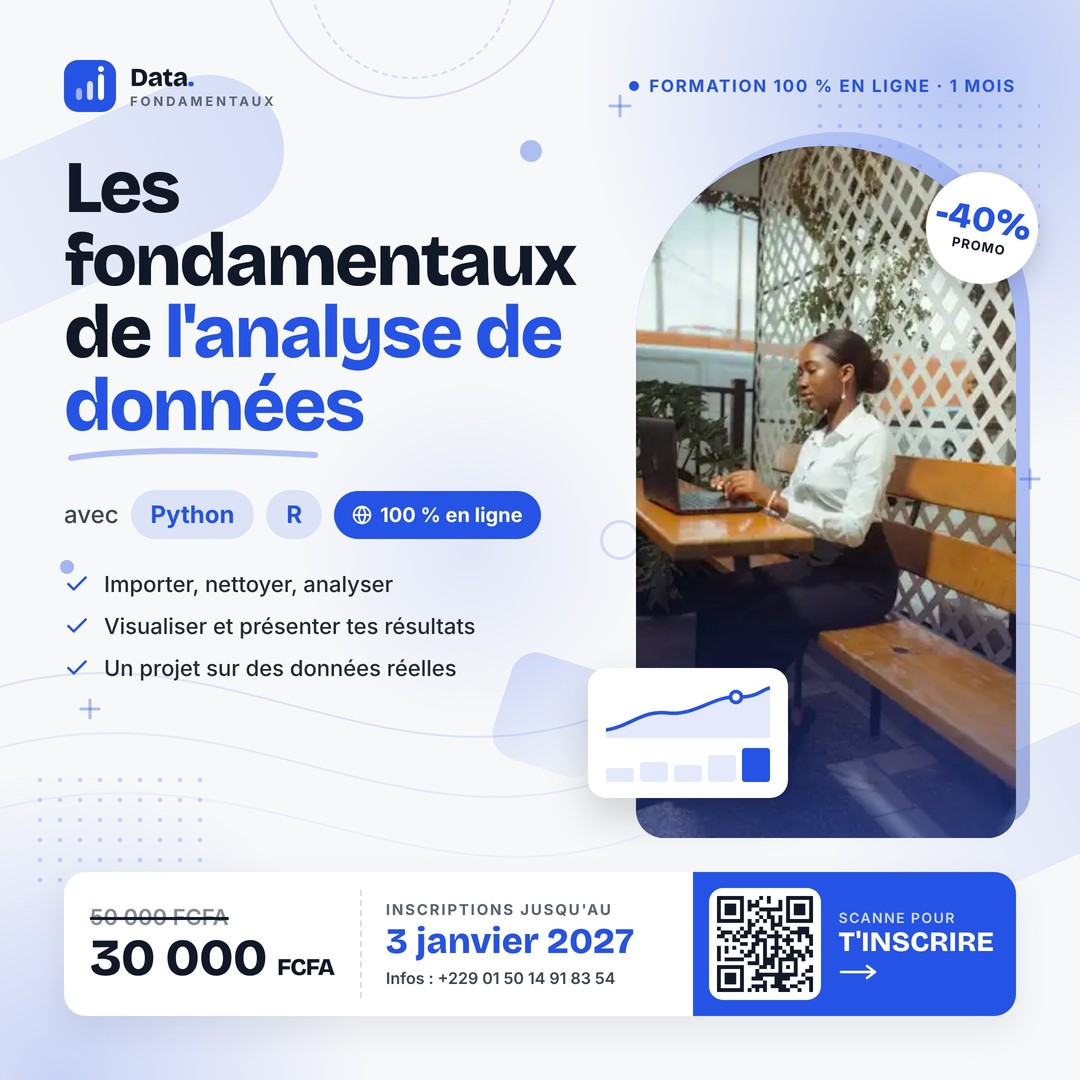 Data.
FONDAMENTAUX
FORMATION 100 % EN LIGNE · 1 MOIS
Les
fondamentaux
de l'analyse de
données
-40%
PROMO
avec Python R 100 % en ligne
Importer, nettoyer, analyser
Visualiser et présenter tes résultats
Un projet sur des données réelles
50 000 FCFA
30 000 FCFA
INSCRIPTIONS JUSQU'AU
3 janvier 2027
Infos : +229 01 50 14 91 83 54
SCANNE POUR
T'INSCRIRE